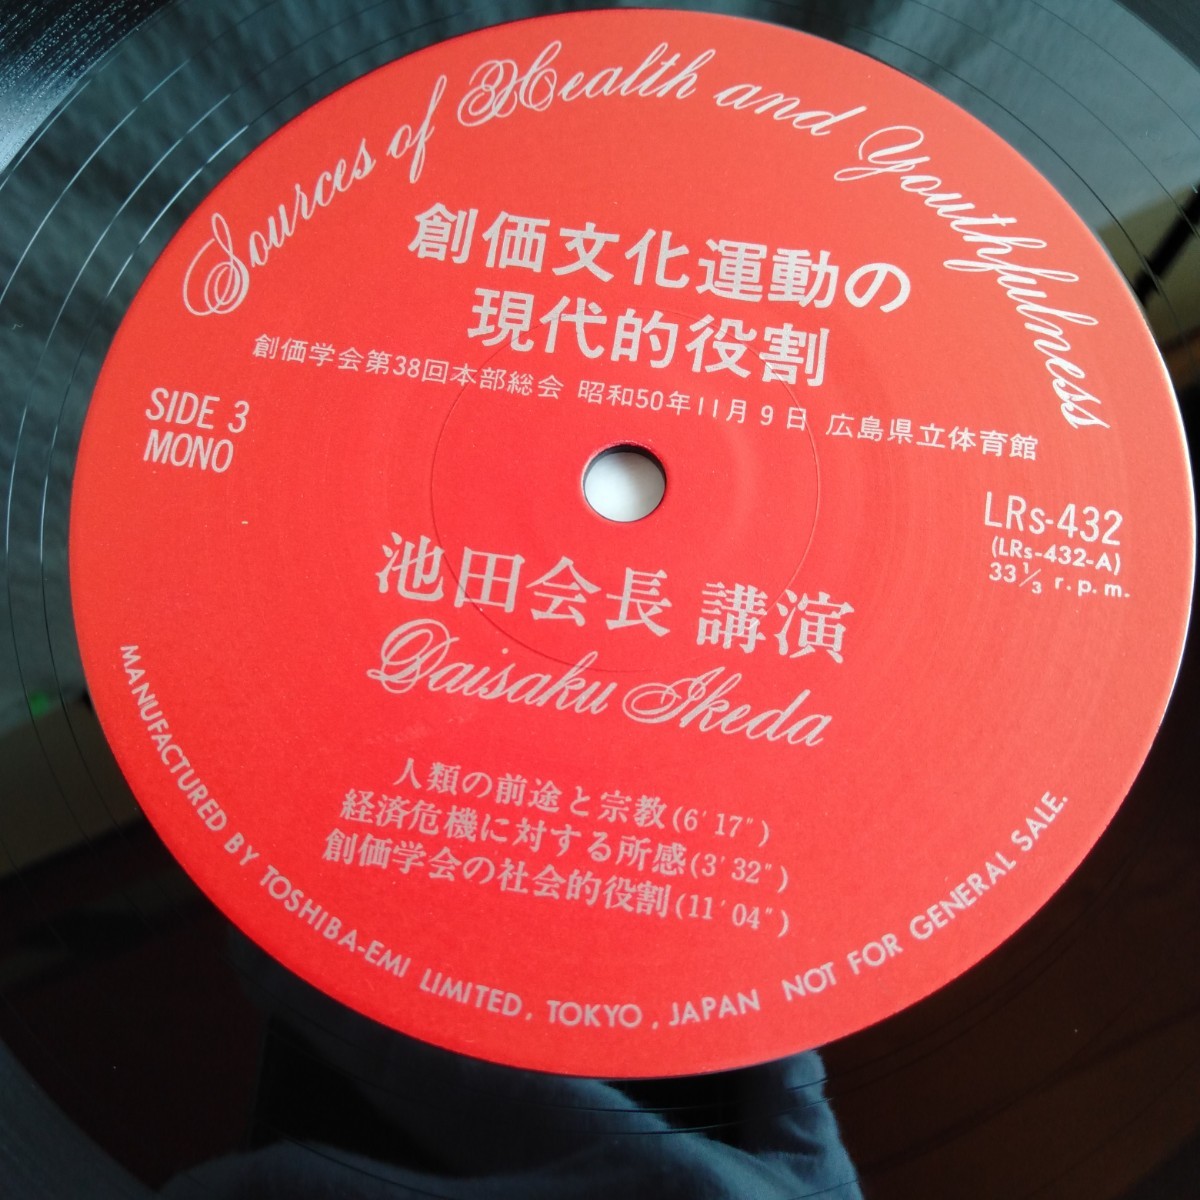 Sources of Health and Youthfulness
創価文化運動の
現代的役割
創価学会第38回本部総会 昭和50年11月9日 広島県立体育館
SIDE 3
MONO
LRs-432
(LRs-432-A)
33 1/3 r.p.m.
池田会長 講演
Daisaku Ikeda
人類の前途と宗教(6′17″)
経済危機に対する所感(3′32″)
創価学会の社会的役割(11′04″)
MANUFACTURED BY TOSHIBA-EMI LIMITED, TOKYO, JAPAN NOT FOR GENERAL SALE.